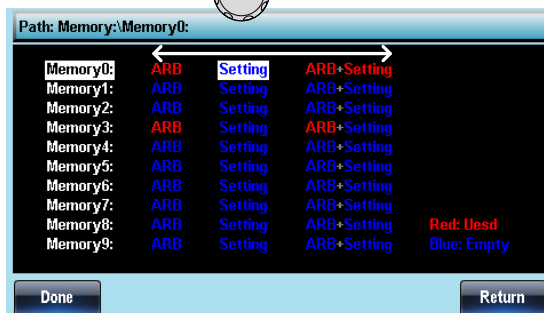 Path: Memory:\Memory0:
Memory0: ARB Setting ARB+Setting
Memory1: ARB Setting ARB+Setting
Memory2: ARB Setting ARB+Setting
Memory3: ARB Setting ARB+Setting
Memory4: ARB Setting ARB+Setting
Memory5: ARB Setting ARB+Setting
Memory6: ARB Setting ARB+Setting
Memory7: ARB Setting ARB+Setting
Memory8: ARB Setting ARB+Setting Red: Uesd
Memory9: ARB Setting ARB+Setting Blue: Empty
Done Return